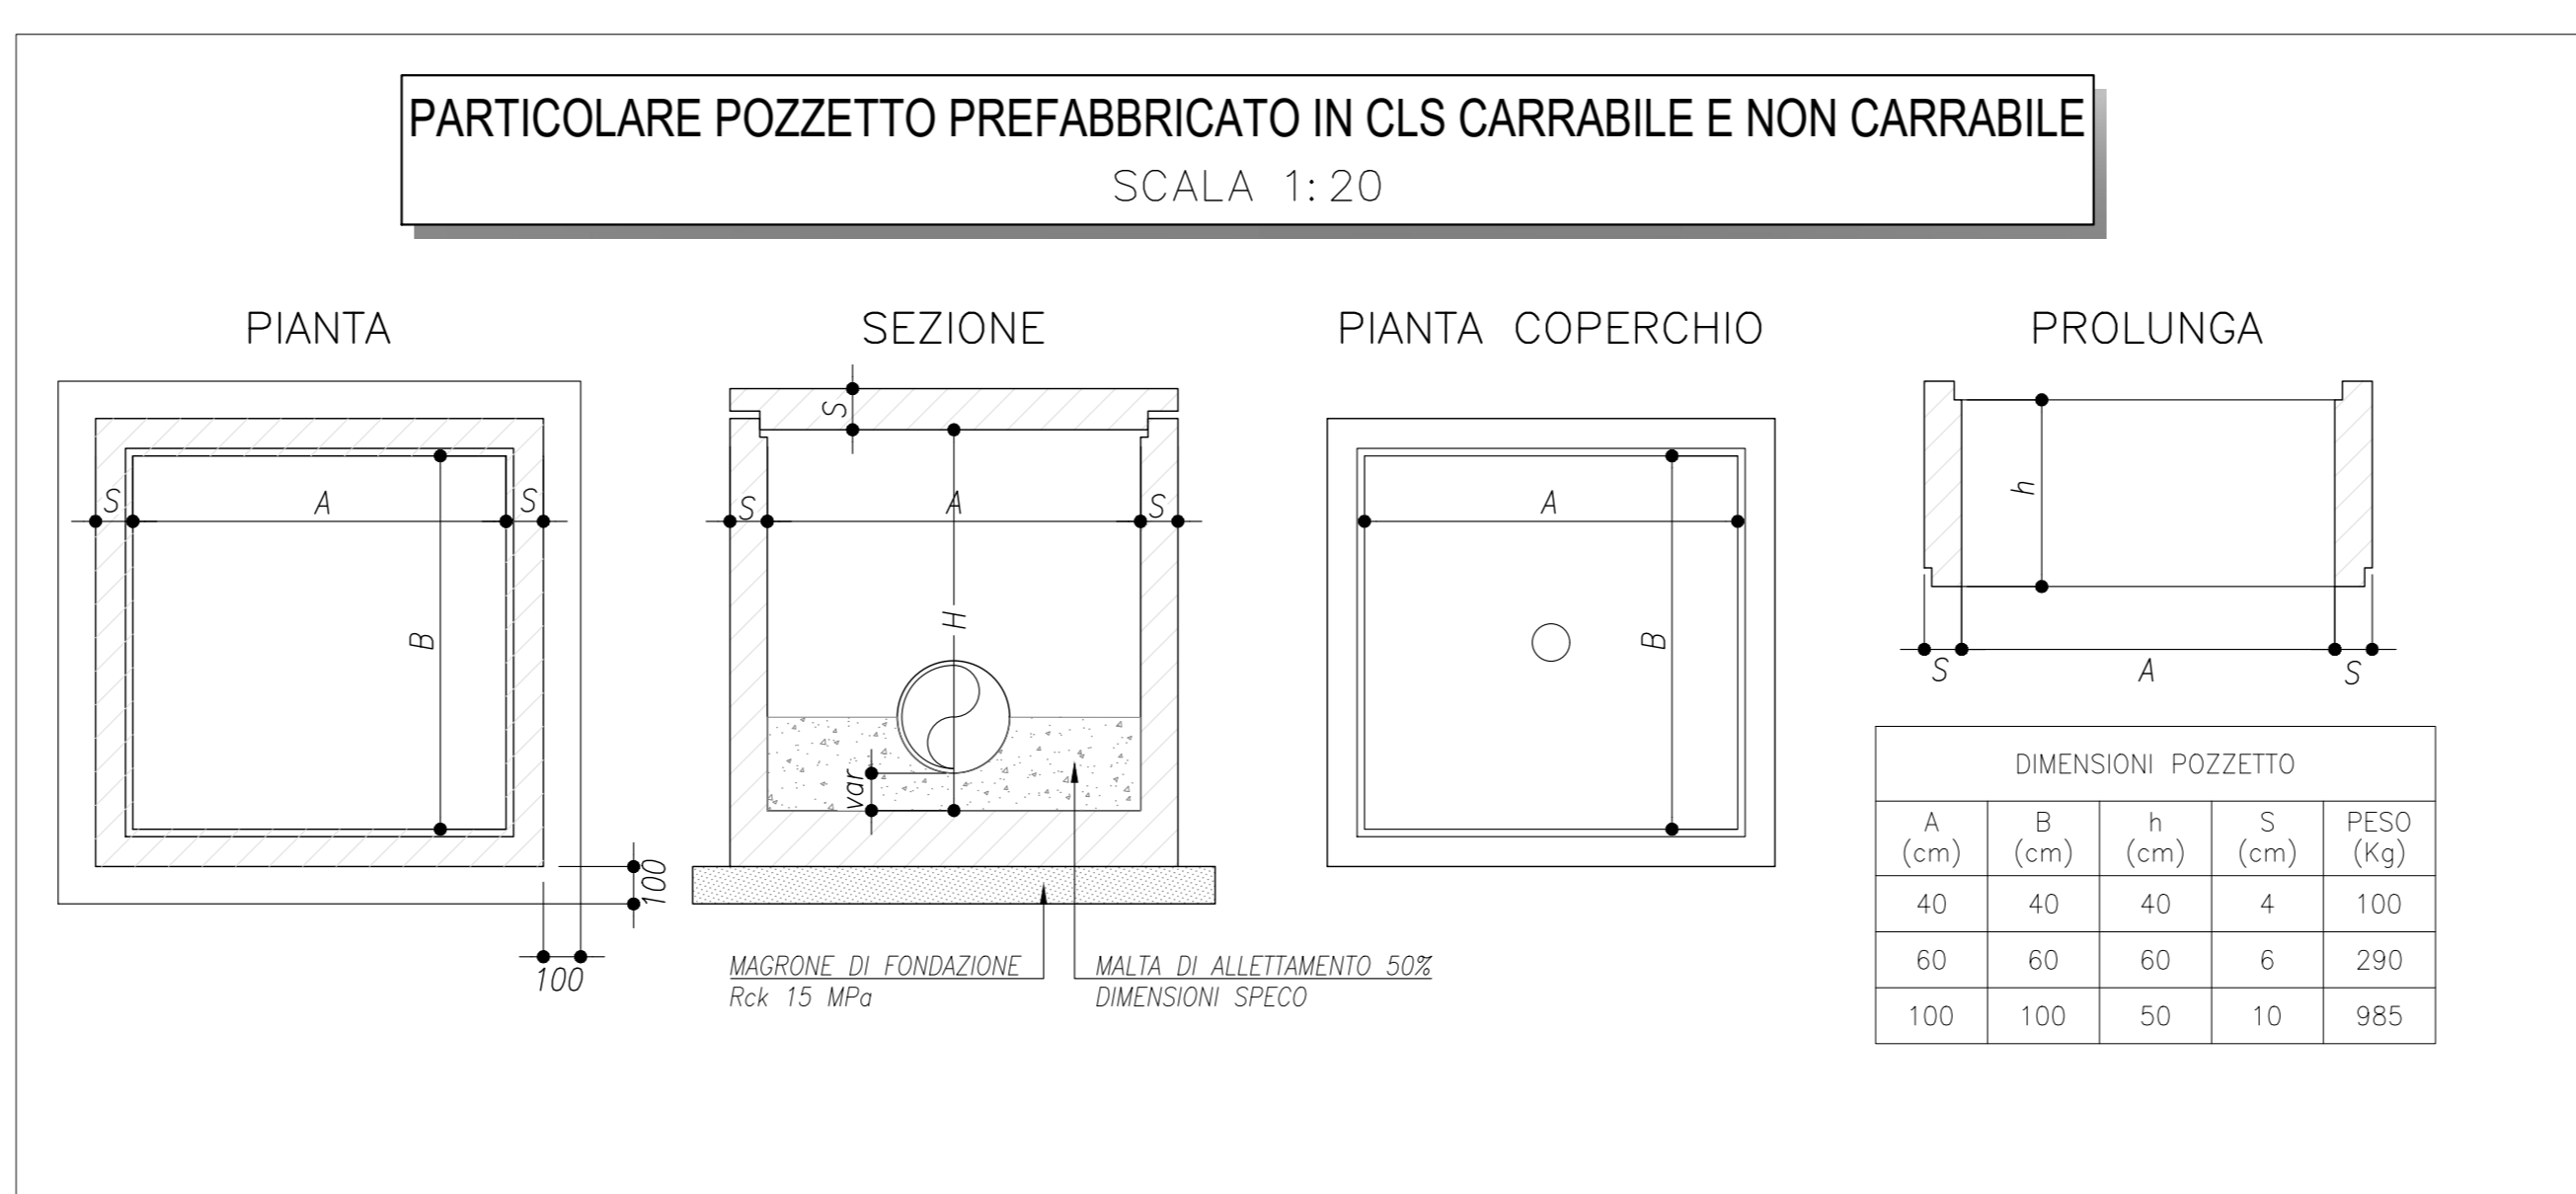 PARTICOLARE POZZETTO PREFABBRICATO IN CLS CARRABILE E NON CARRABILE
SCALA 1:20
PIANTA
S A S
B
100
100
SEZIONE
S
S A S
H
var
MAGRONE DI FONDAZIONE
Rck 15 MPa
MALTA DI ALLETTAMENTO 50%
DIMENSIONI SPECO
PIANTA COPERCHIO
A
B
PROLUNGA
h
S A S
DIMENSIONI POZZETTO
A B h S PESO
(cm) (cm) (cm) (cm) (Kg)
40 40 40 4 100
60 60 60 6 290
100 100 50 10 985